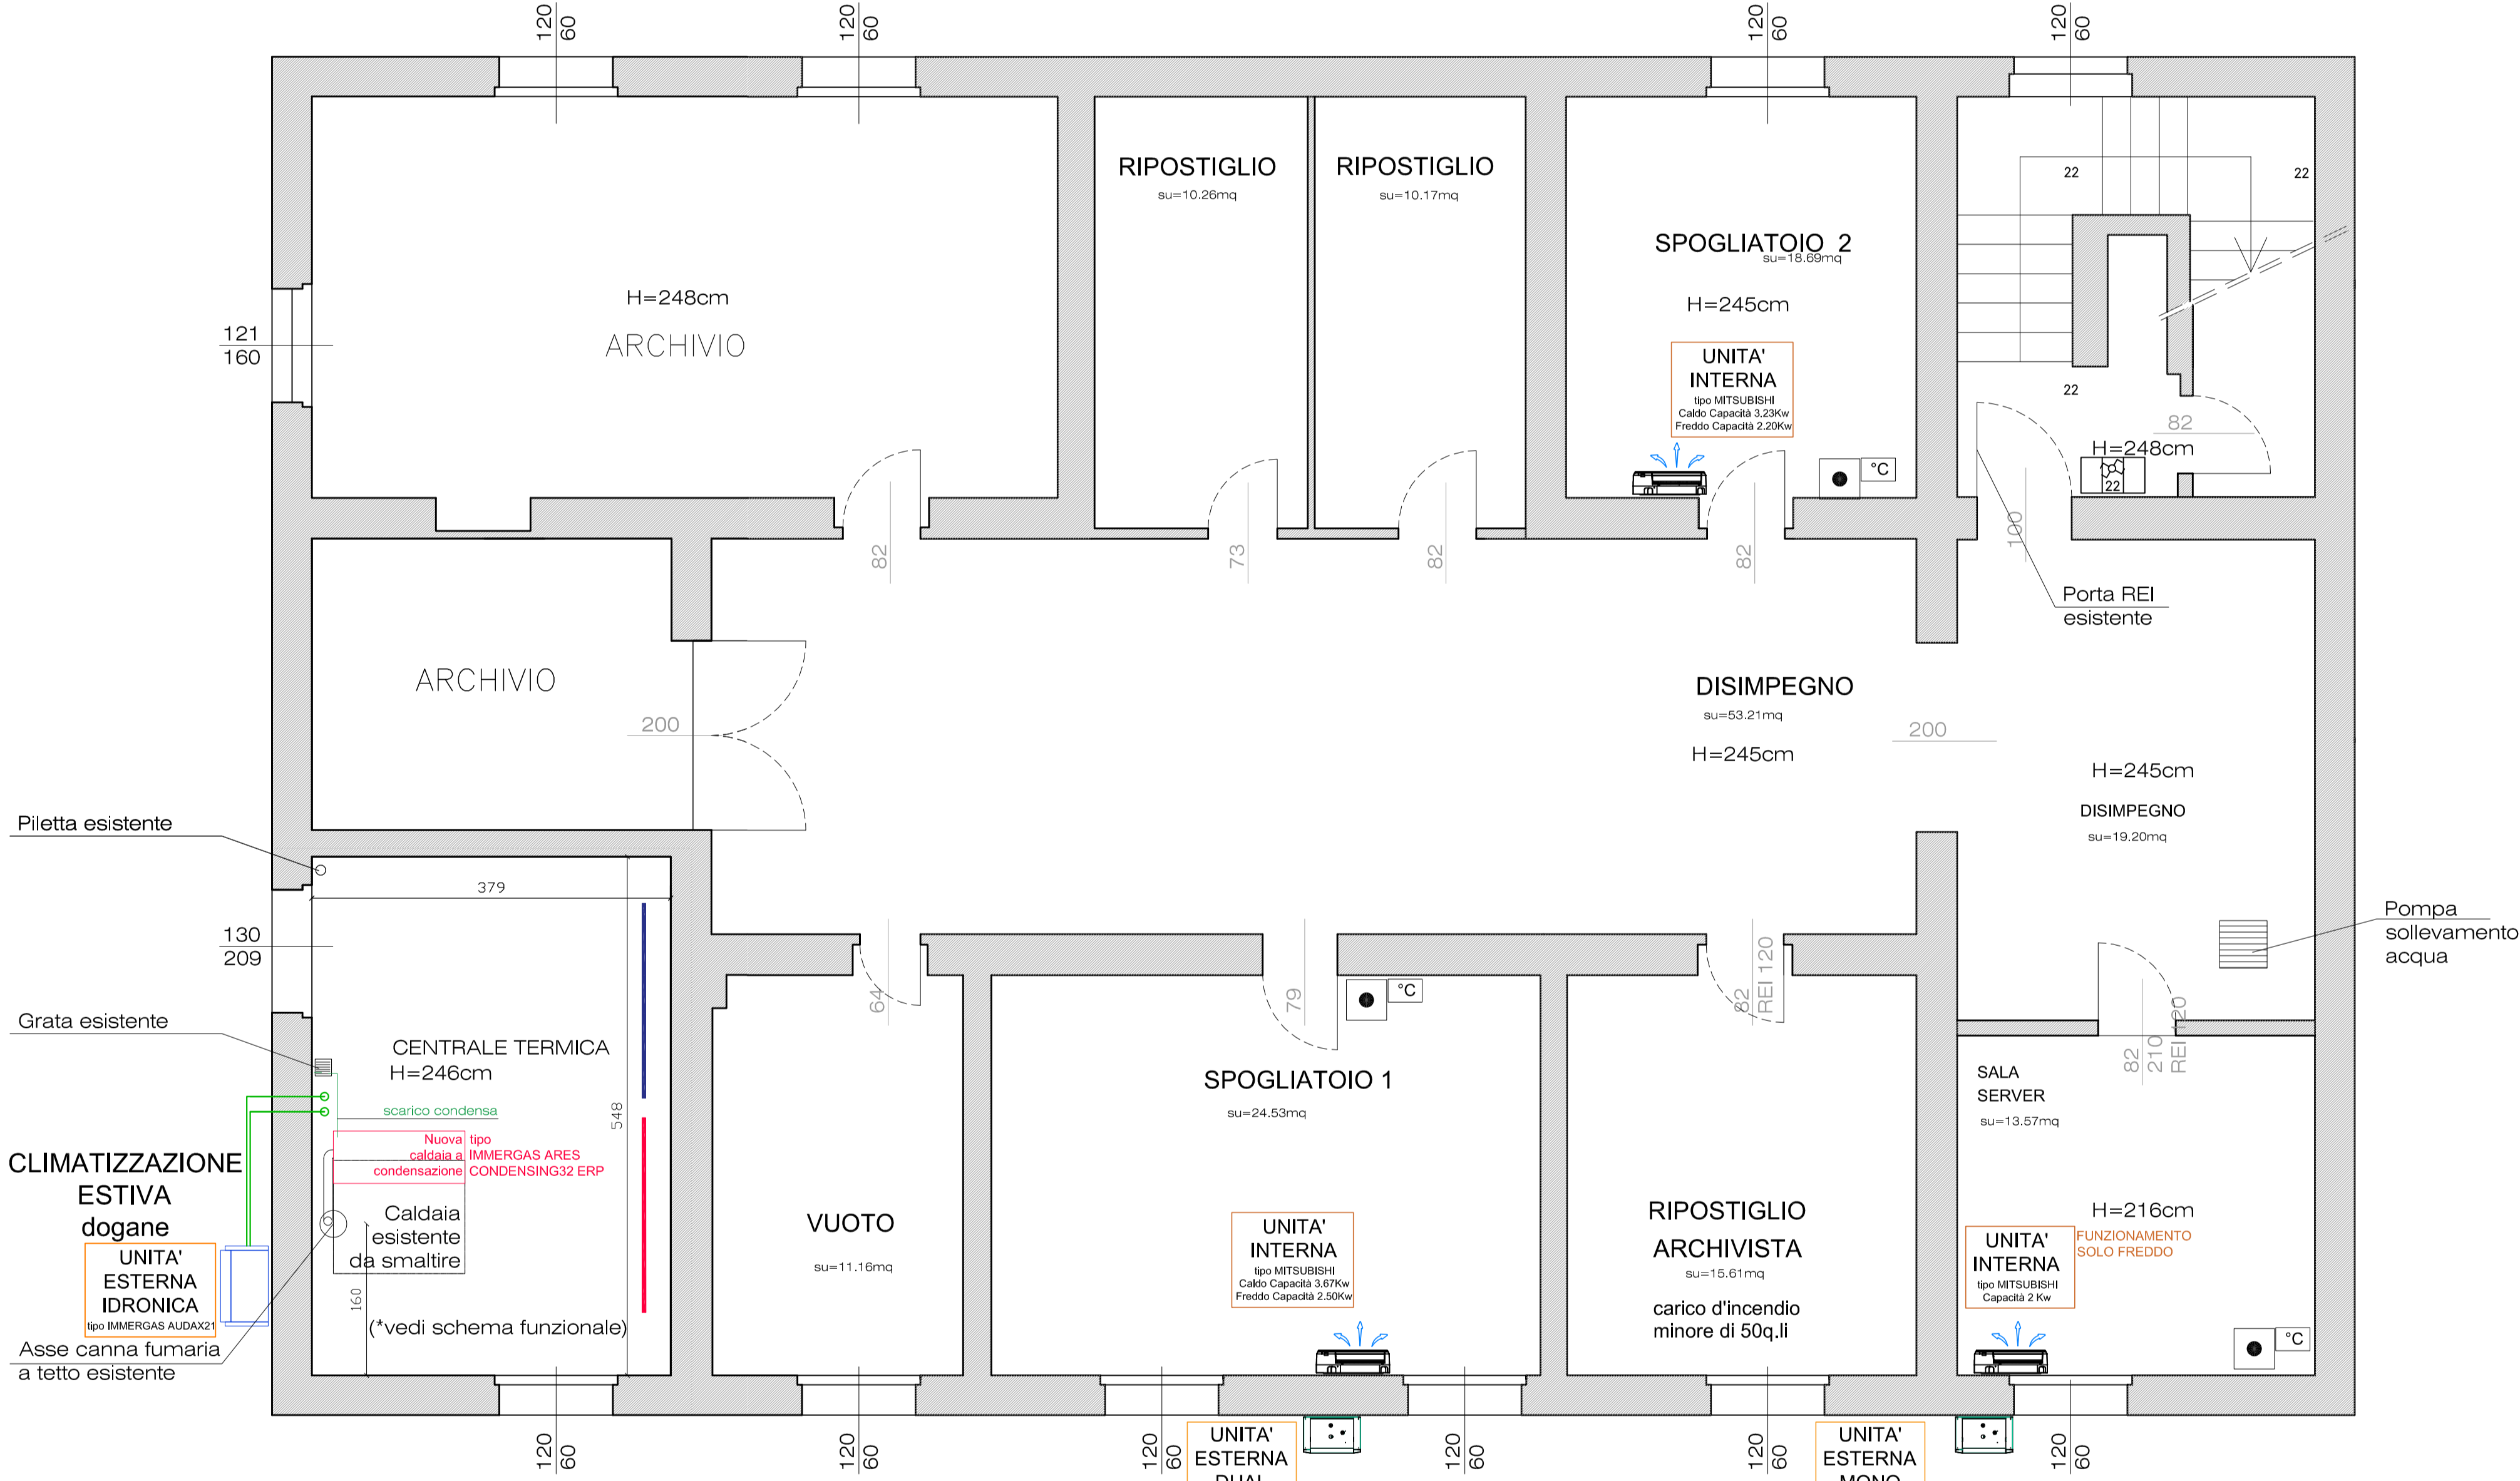 120
60
120
60
120
60
120
60
RIPOSTIGLIO
su=10.26mq
RIPOSTIGLIO
su=10.17mq
22
22
SPOGLIATOIO 2
su=18.69mq
H=245cm
H=248cm
ARCHIVIO
121
160
UNITA'
INTERNA
tipo MITSUBISHI
Caldo Capacità 3,23Kw
Freddo Capacità 2.20Kw
°C
22
82
H=248cm
22
82
73
82
82
100
Porta REI
esistente
ARCHIVIO
200
DISIMPEGNO
su=53.21mq
H=245cm
200
H=245cm
DISIMPEGNO
su=19.20mq
Piletta esistente
379
130
209
Pompa
sollevamento
acqua
64
79
°C
82
REI 120
82
210
REI 120
Grata esistente
CENTRALE TERMICA
H=246cm
scarico condensa
548
Nuova tipo
caldaia a IMMERGAS ARES
condensazione CONDENSING32 ERP
Caldaia
esistente
da smaltire
160
(*vedi schema funzionale)
CLIMATIZZAZIONE
ESTIVA
dogane
UNITA'
ESTERNA
IDRONICA
tipo IMMERGAS AUDAX21
Asse canna fumaria
a tetto esistente
VUOTO
su=11.16mq
SPOGLIATOIO 1
su=24.53mq
UNITA'
INTERNA
tipo MITSUBISHI
Caldo Capacità 3.67Kw
Freddo Capacità 2.50Kw
RIPOSTIGLIO
ARCHIVISTA
su=15.61mq
carico d'incendio
minore di 50q.li
SALA
SERVER
su=13.57mq
H=216cm
UNITA'
INTERNA
tipo MITSUBISHI
Capacità 2 Kw
FUNZIONAMENTO
SOLO FREDDO
°C
120
60
120
60
120
60
UNITA'
ESTERNA
DUAL
120
60
120
60
UNITA'
ESTERNA
MONO
120
60